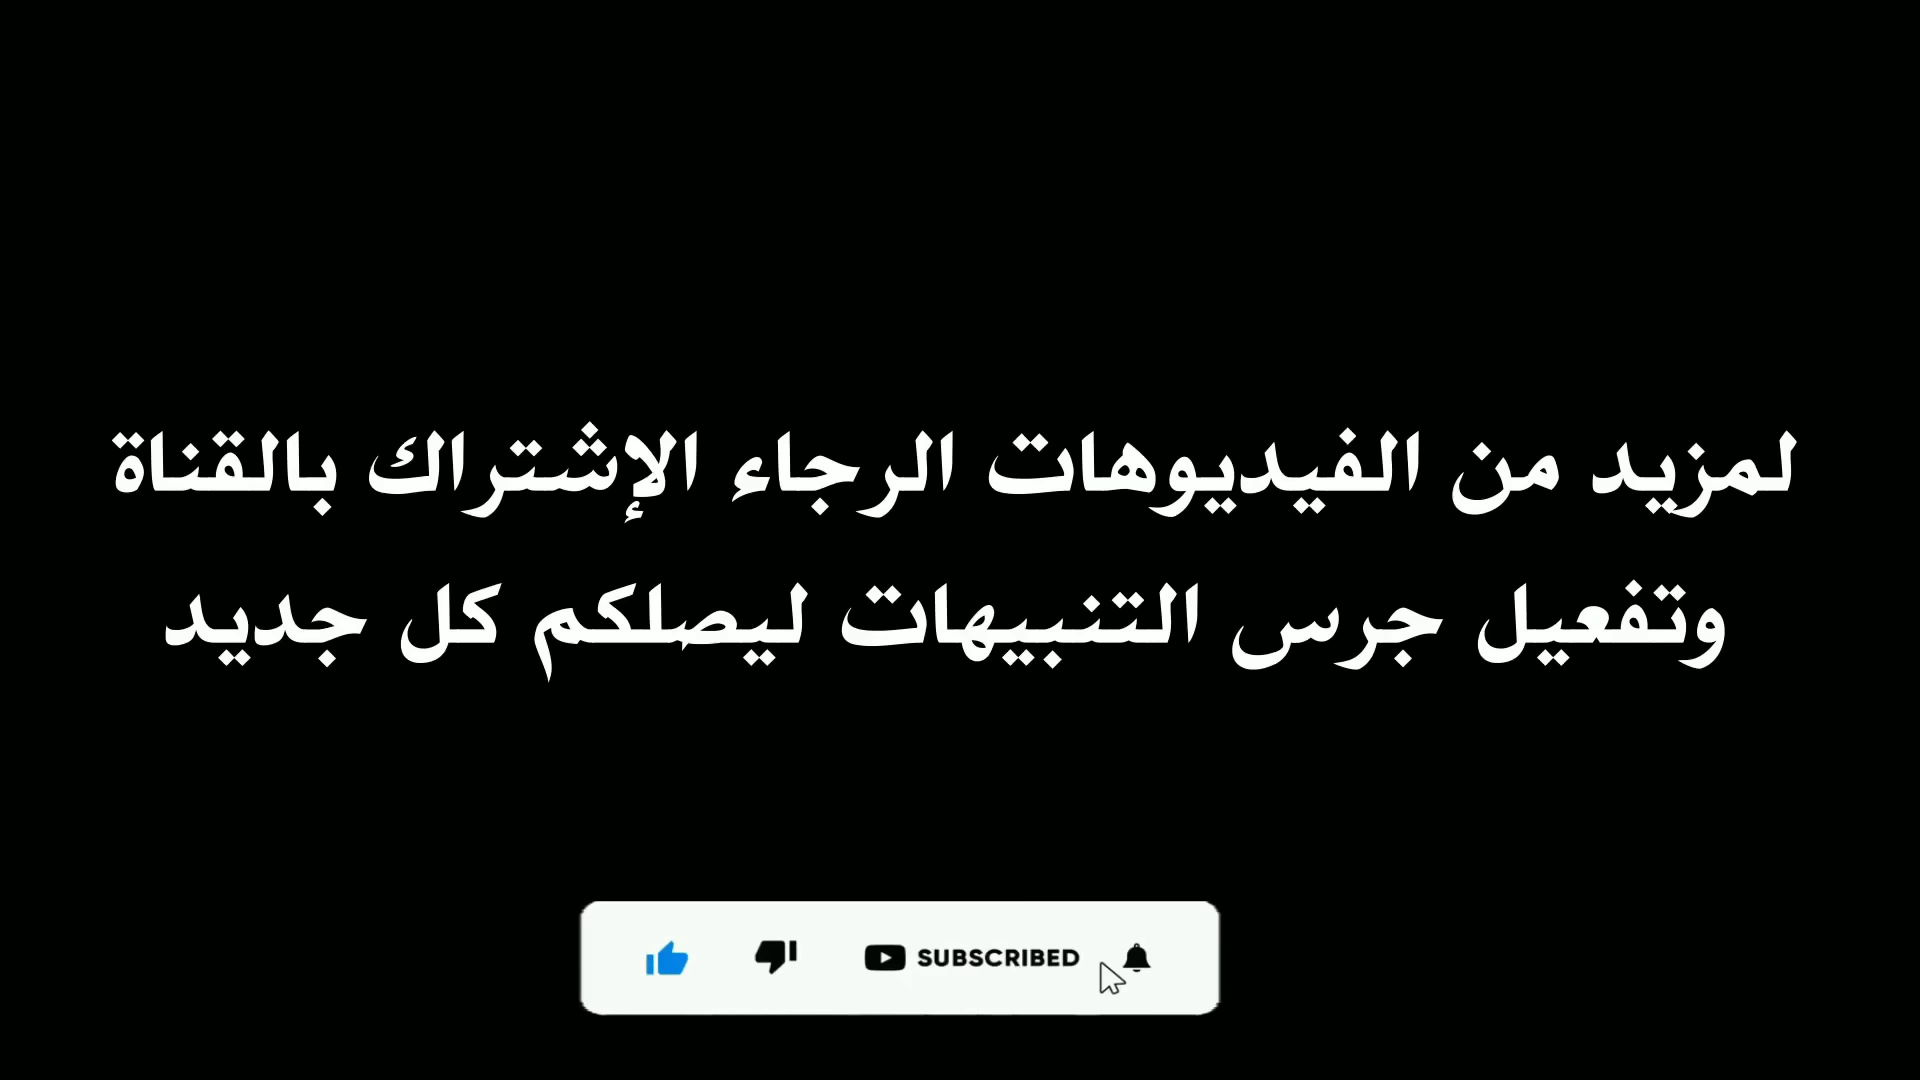 لمزيد من الفيديوهات الرجاء الإشتراك بالقناة
وتفعيل جرس التنبيهات ليصلكم كل جديد
SUBSCRIBED